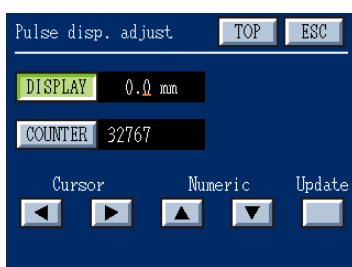 Pulse disp. adjust TOP ESC
DISPLAY 0.0 mm
COUNTER 32767
Cursor Numeric Update